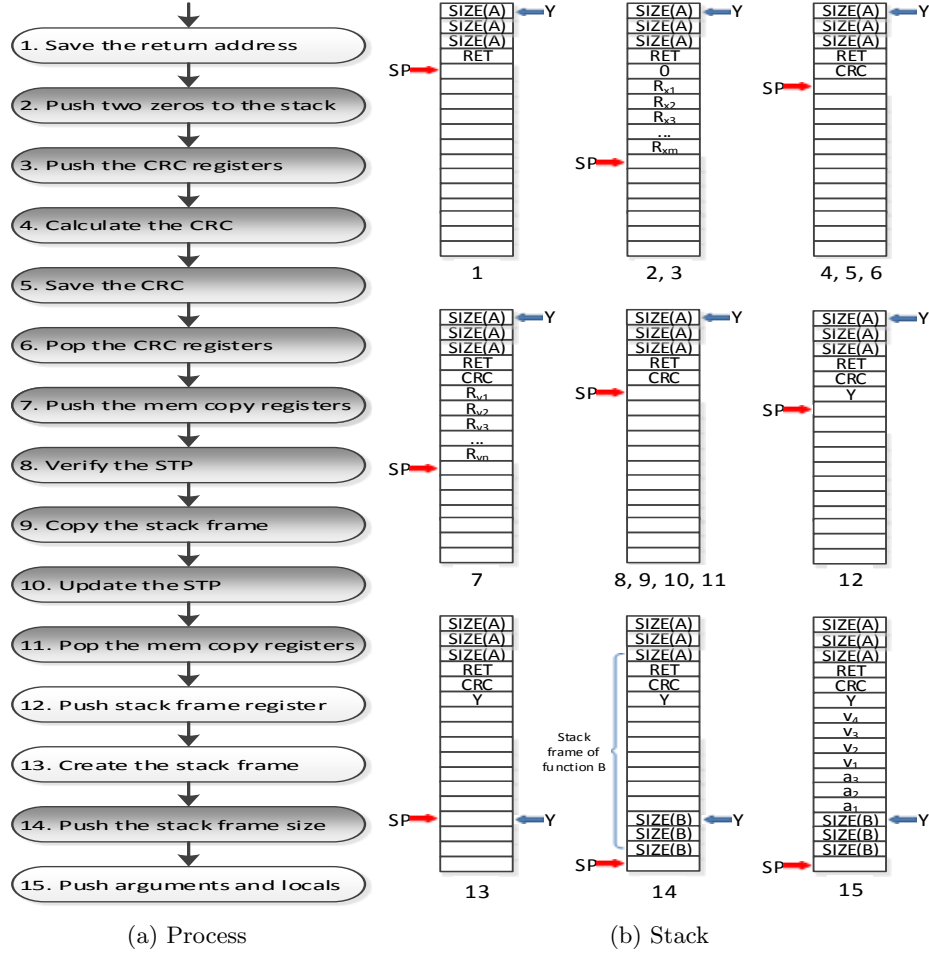 1. Save the return address
2. Push two zeros to the stack
3. Push the CRC registers
4. Calculate the CRC
5. Save the CRC
6. Pop the CRC registers
7. Push the mem copy registers
8. Verify the STP
9. Copy the stack frame
10. Update the STP
11. Pop the mem copy registers
12. Push stack frame register
13. Create the stack frame
14. Push the stack frame size
15. Push arguments and locals
(a) Process
SIZE(A) Y
SIZE(A)
SIZE(A)
RET
SP
1
SIZE(A) Y
SIZE(A)
SIZE(A)
RET
0
Rx1
Rx2
Rx3
...
Rxm
SP
2, 3
SIZE(A) Y
SIZE(A)
SIZE(A)
RET
CRC
SP
4, 5, 6
SIZE(A) Y
SIZE(A)
SIZE(A)
RET
CRC
Ry1
Ry2
Ry3
...
Ryn
SP
7
SIZE(A) Y
SIZE(A)
SIZE(A)
RET
CRC
SP
8, 9, 10, 11
SIZE(A) Y
SIZE(A)
SIZE(A)
RET
CRC
Y
SP
12
SIZE(A)
SIZE(A)
SIZE(A)
RET
CRC
Y
SP Y
13
SIZE(A)
SIZE(A)
SIZE(A)
RET
CRC
Y
Stack
frame of
function B
SIZE(B) Y
SIZE(B)
SIZE(B)
SP
14
SIZE(A)
SIZE(A)
SIZE(A)
RET
CRC
Y
v4
v3
v2
v1
a3
a2
a1
SIZE(B) Y
SIZE(B)
SIZE(B)
SP
15
(b) Stack